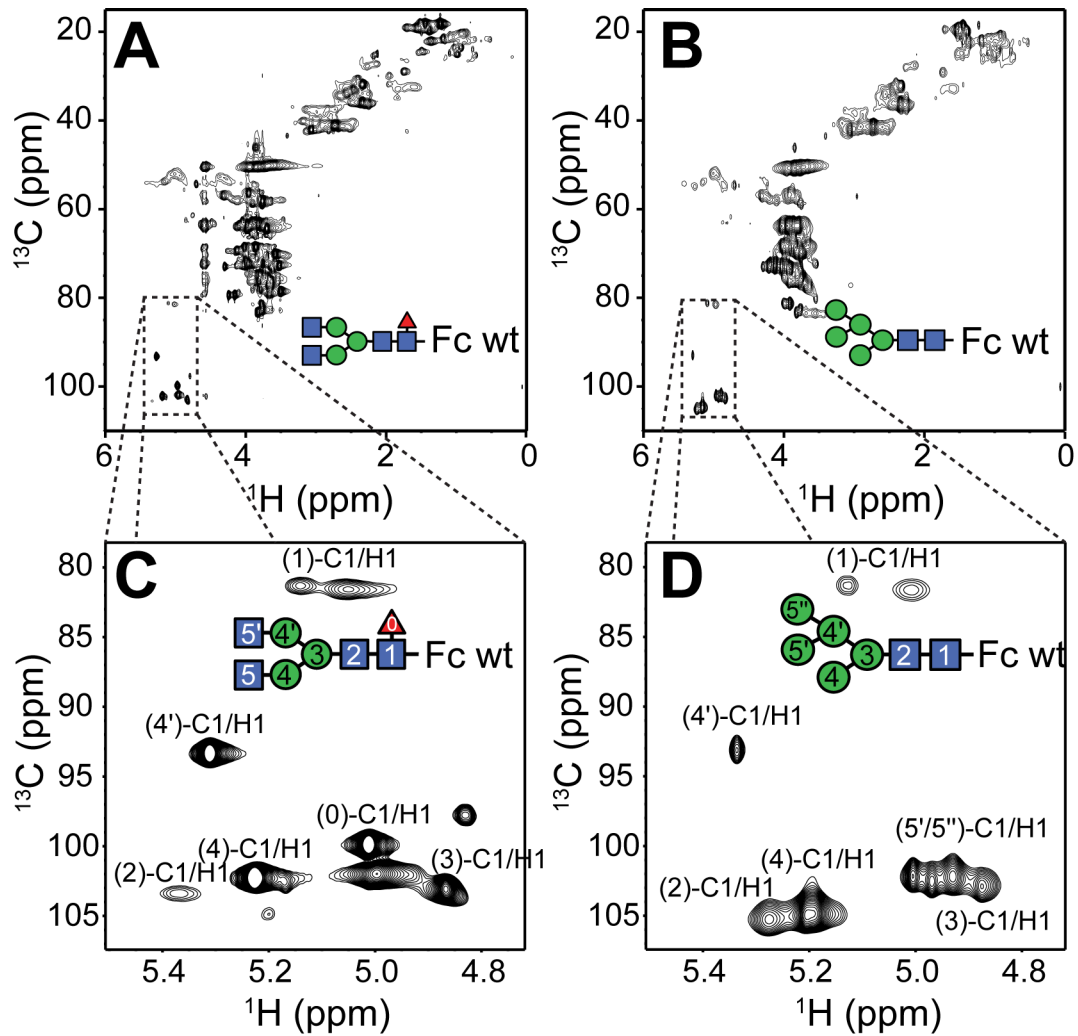 A
20
40
60
80
100
13C (ppm)
6
4
2
0
1H (ppm)
Fc wt
B
20
40
60
80
100
13C (ppm)
6
4
2
0
1H (ppm)
Fc wt
C
80
85
90
95
100
105
13C (ppm)
5.4
5.2
5.0
4.8
1H (ppm)
(1)-C1/H1
5' 4' 0
3 2 1 Fc wt
5 4
(4')-C1/H1
(0)-C1/H1
(4)-C1/H1
(2)-C1/H1
(3)-C1/H1
D
80
85
90
95
100
105
13C (ppm)
5.4
5.2
5.0
4.8
1H (ppm)
(1)-C1/H1
5''
4'
5' 3 2 1 Fc wt
4
(4')-C1/H1
(5'/5'')-C1/H1
(4)-C1/H1
(2)-C1/H1
(3)-C1/H1